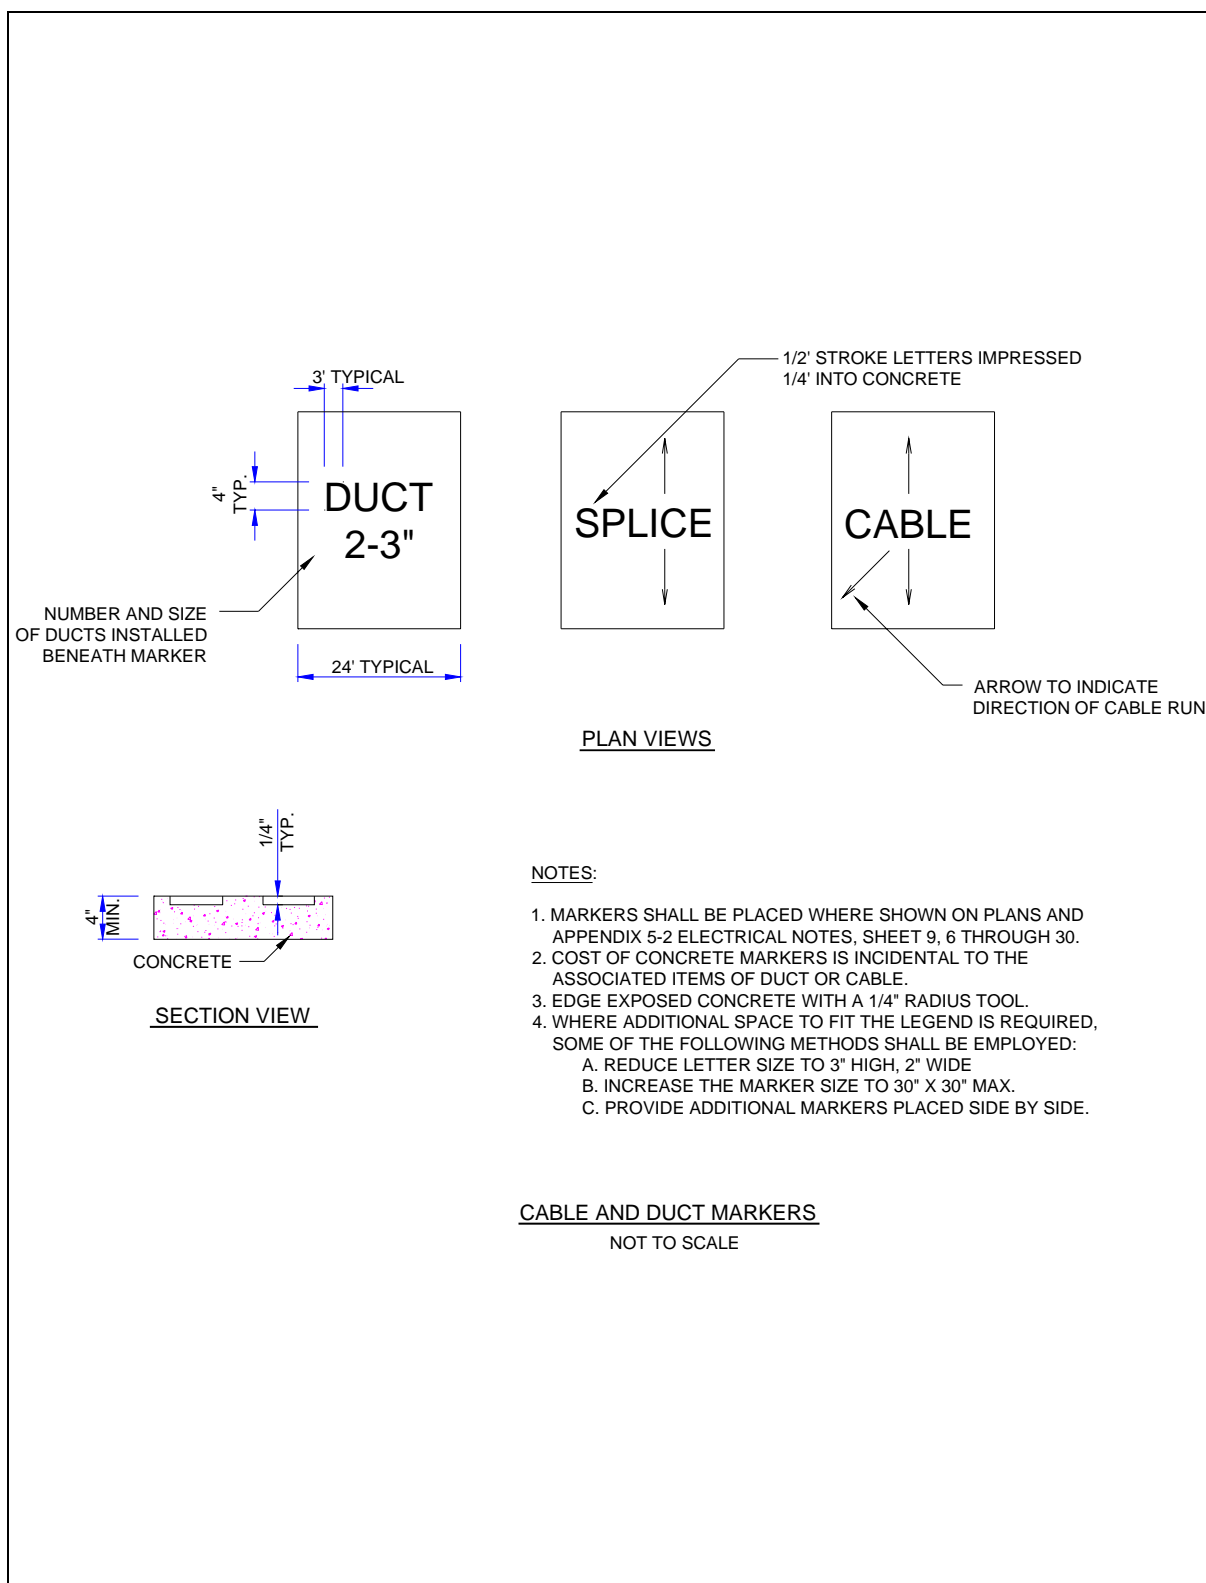 1/2' STROKE LETTERS IMPRESSED
1/4' INTO CONCRETE
3' TYPICAL
4"
TYP.
DUCT
2-3"
SPLICE
CABLE
NUMBER AND SIZE
OF DUCTS INSTALLED
BENEATH MARKER
24' TYPICAL
ARROW TO INDICATE
DIRECTION OF CABLE RUN
PLAN VIEWS
1/4"
TYP.
4"
MIN.
CONCRETE
SECTION VIEW
NOTES:
1. MARKERS SHALL BE PLACED WHERE SHOWN ON PLANS AND
APPENDIX 5-2 ELECTRICAL NOTES, SHEET 9, 6 THROUGH 30.
2. COST OF CONCRETE MARKERS IS INCIDENTAL TO THE
ASSOCIATED ITEMS OF DUCT OR CABLE.
3. EDGE EXPOSED CONCRETE WITH A 1/4" RADIUS TOOL.
4. WHERE ADDITIONAL SPACE TO FIT THE LEGEND IS REQUIRED,
SOME OF THE FOLLOWING METHODS SHALL BE EMPLOYED:
A. REDUCE LETTER SIZE TO 3" HIGH, 2" WIDE
B. INCREASE THE MARKER SIZE TO 30" X 30" MAX.
C. PROVIDE ADDITIONAL MARKERS PLACED SIDE BY SIDE.
CABLE AND DUCT MARKERS
NOT TO SCALE